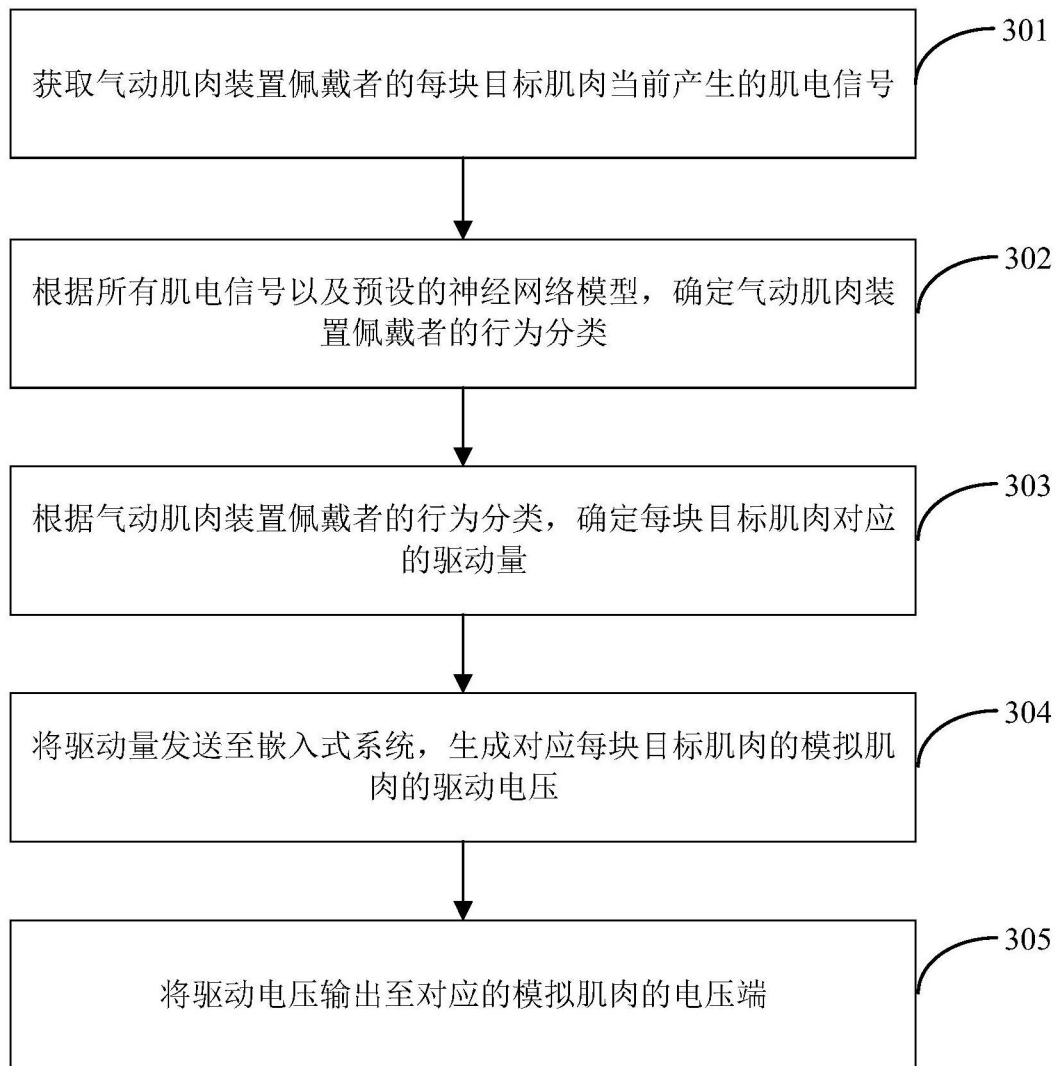 获取气动肌肉装置佩戴者的每块目标肌肉当前产生的肌电信号
301
根据所有肌电信号以及预设的神经网络模型，确定气动肌肉装
置佩戴者的行为分类
302
根据气动肌肉装置佩戴者的行为分类，确定每块目标肌肉对应
的驱动量
303
将驱动量发送至嵌入式系统，生成对应每块目标肌肉的模拟肌
肉的驱动电压
304
将驱动电压输出至对应的模拟肌肉的电压端
305